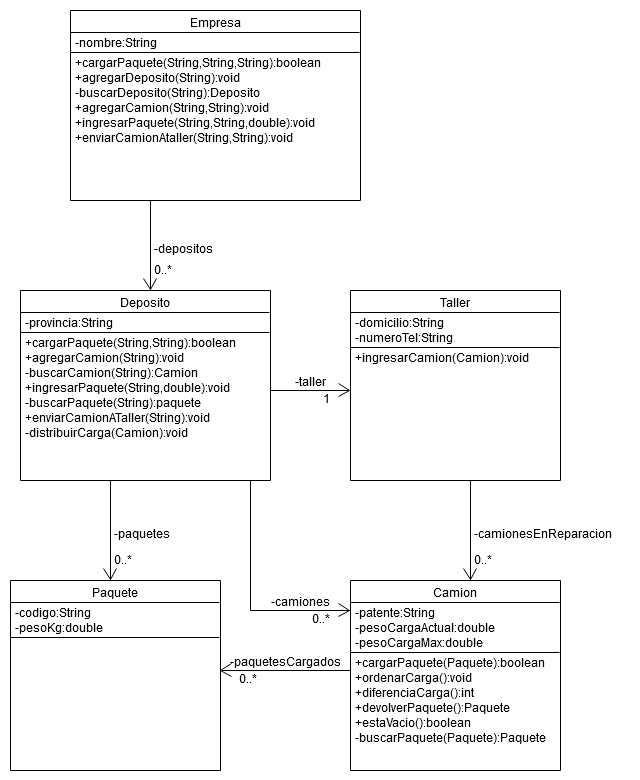 Empresa
-nombre:String
+cargarPaquete(String,String,String):boolean
+agregarDeposito(String):void
-buscarDeposito(String):Deposito
+agregarCamion(String,String):void
+ingresarPaquete(String,String,double):void
+enviarCamionAtaller(String,String):void
-depositos
0..*
Deposito
-provincia:String
+cargarPaquete(String,String):boolean
+agregarCamion(String):void
-buscarCamion(String):Camion
+ingresarPaquete(String,double):void
-buscarPaquete(String):paquete
+enviarCamionATaller(String):void
-distribuirCarga(Camion):void
-taller
1
Taller
-domicilio:String
-numeroTel:String
+ingresarCamion(Camion):void
-paquetes
0..*
-camionesEnReparacion
0..*
Paquete
-codigo:String
-pesoKg:double
-camiones
0..*
-paquetesCargados
0..*
Camion
-patente:String
-pesoCargaActual:double
-pesoCargaMax:double
+cargarPaquete(Paquete):boolean
+ordenarCarga():void
+diferenciaCarga():int
+devolverPaquete():Paquete
+estaVacio():boolean
-buscarPaquete(Paquete):Paquete